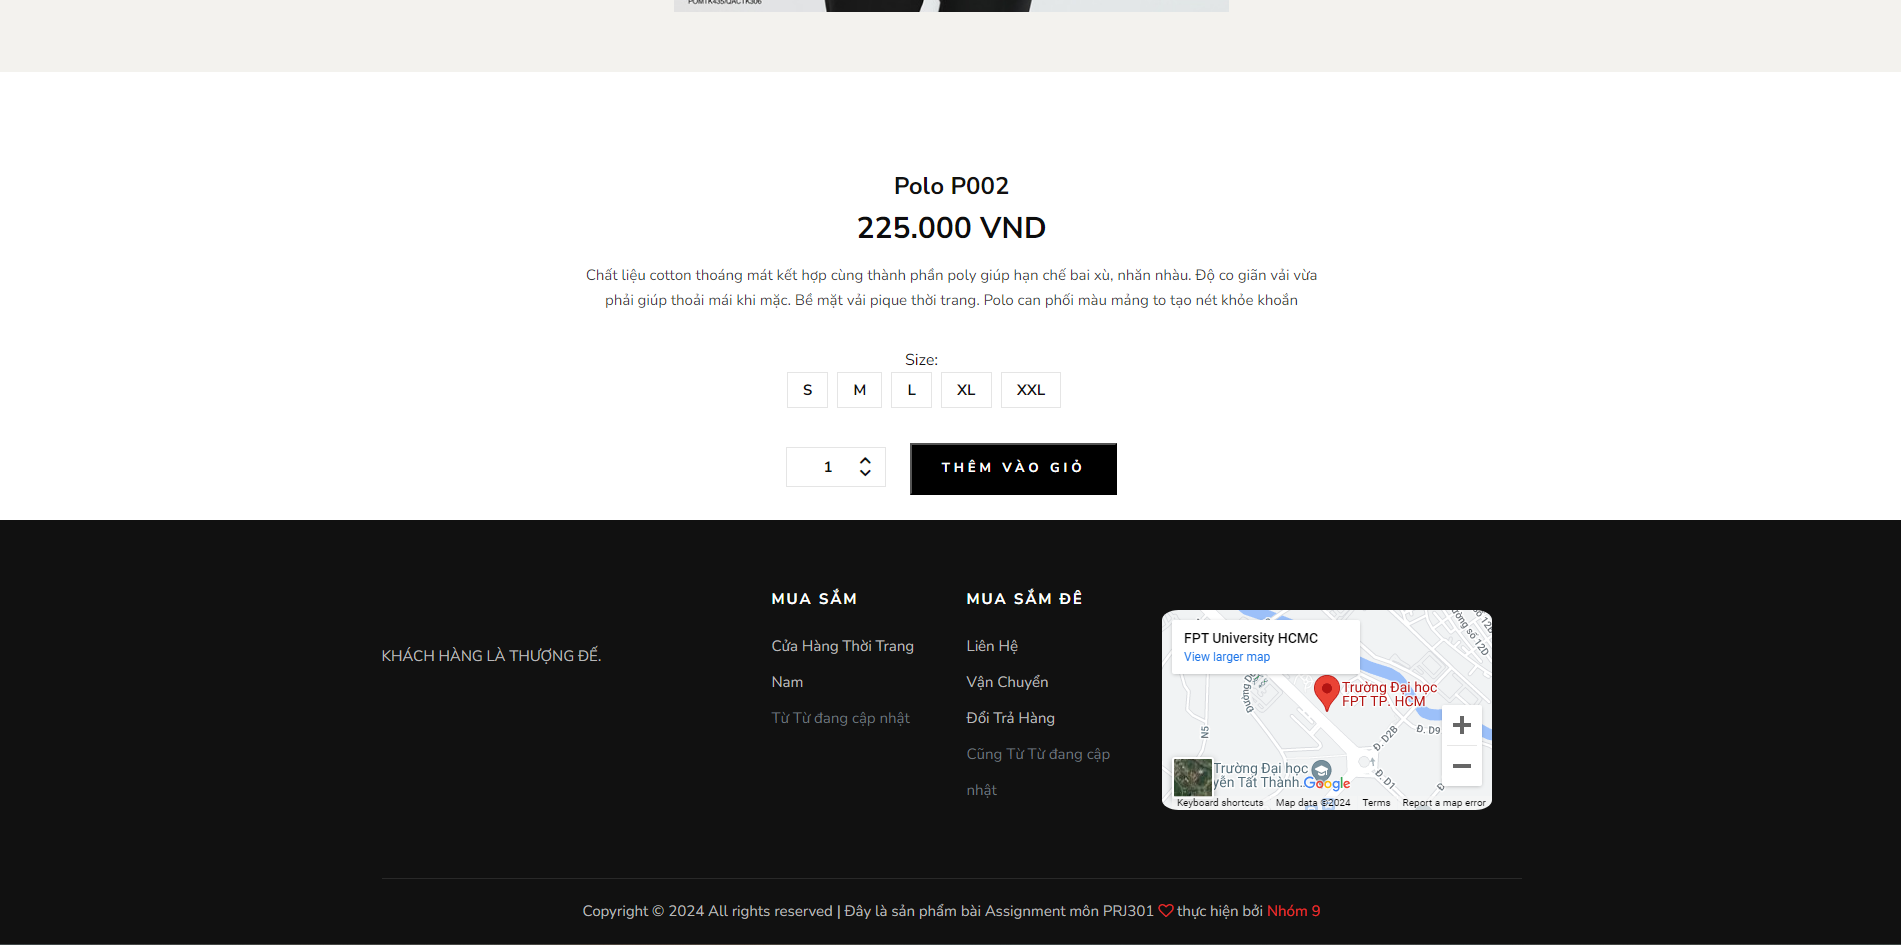 POMTK435/QACTK306
Polo P002
225.000 VND
Chất liệu cotton thoáng mát kết hợp cùng thành phần poly giúp hạn chế bai xù, nhăn nhàu. Độ co giãn vải vừa
phải giúp thoải mái khi mặc. Bề mặt vải pique thời trang. Polo can phối màu mảng to tạo nét khỏe khoắn
Size:
S M L XL XXL
1
THÊM VÀO GIỎ
KHÁCH HÀNG LÀ THƯỢNG ĐẾ.
MUA SẮM
Cửa Hàng Thời Trang
Nam
Từ Từ đang cập nhật
MUA SẮM ĐÊ
Liên Hệ
Vận Chuyển
Đổi Trả Hàng
Cũng Từ Từ đang cập
nhật
FPT University HCMC
View larger map
Trường Đại học
FPT TP. HCM
N5
Đ. D2B
Đ. D9
Đ. D1
Trường Đại học
yễn Tất Thành...
Google
Keyboard shortcuts Map data ©2024 Terms Report a map error
Copyright © 2024 All rights reserved | Đây là sản phẩm bài Assignment môn PRJ301 ♡ thực hiện bởi Nhóm 9